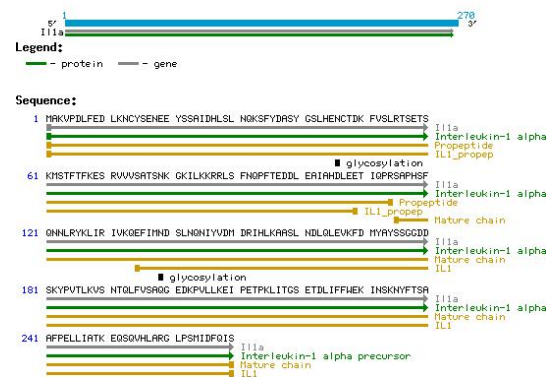 1 270
5′ 3′
Il1a
Legend:
- protein - gene
Sequence:
1 MAKVPDLFED LKNCYSENEE YSSAIDHLSL NQKSFYDASY GSLHENCTDK FVSLRTSETS
Il1a
Interleukin-1 alpha
Propeptide
IL1_propep
glycosylation
61 KMSTFTFKES RVVVSATSNK GKILKKRRLS FNQPFTEDDL EAIAHDLEET IQPRSAPHSF
Il1a
Interleukin-1 alpha
Propeptide
IL1_propep
Mature chain
121 QNNLRYKLIR IVKQEFIMND SLNQNIYVDM DRIHLKAASL NDLQLEVKFD MYAYSSGGDD
Il1a
Interleukin-1 alpha
Mature chain
IL1
glycosylation
181 SKYPVTLKVS NTQLFVSAQG EDKPVLLKEI PETPKLITGS ETDLIFFWEK INSKNYFTSA
Il1a
Interleukin-1 alpha
Mature chain
IL1
241 AFPELLIATK EQSQVHLARG LPSMIDFQIS
Il1a
Interleukin-1 alpha precursor
Mature chain
IL1